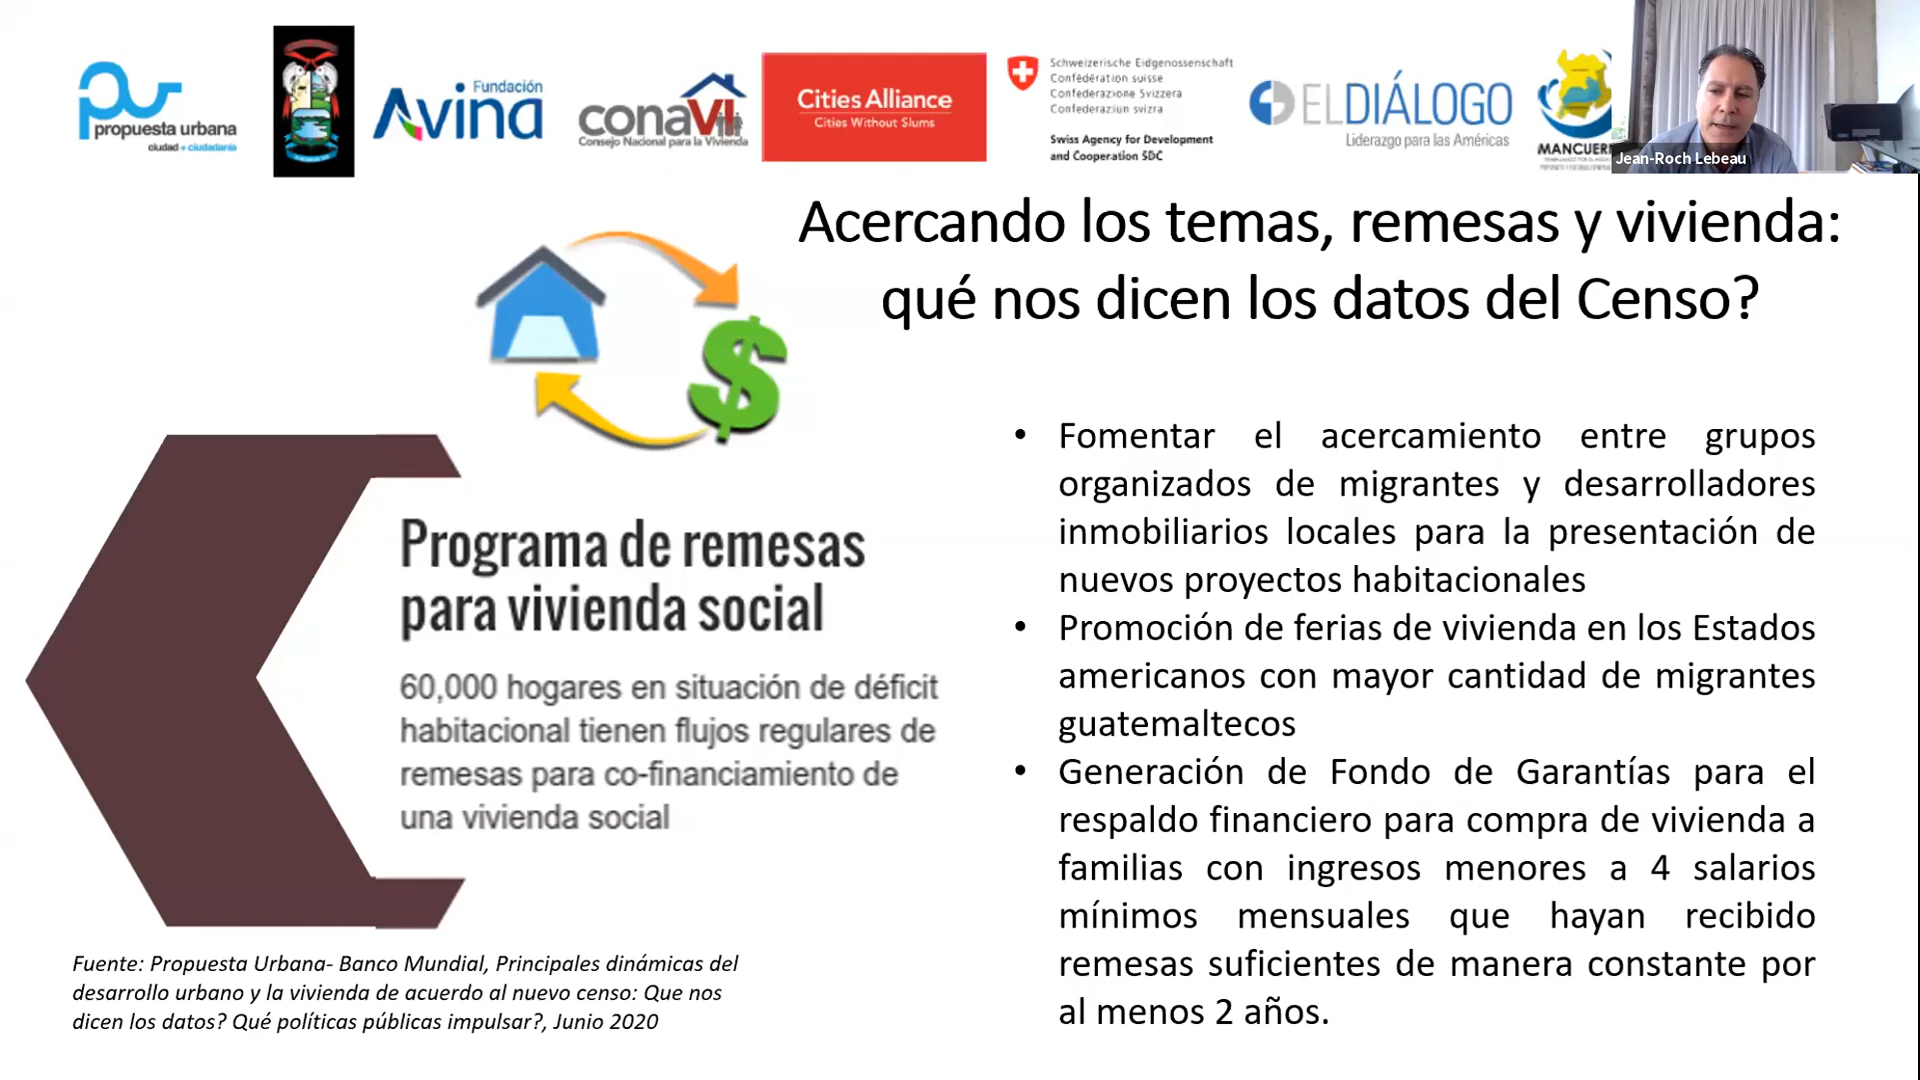 pur
propuesta urbana
ciudad + ciudadanía
Fundación
Avina
conaVI
Consejo Nacional para la Vivienda
Cities Alliance
Cities Without Slums
Schweizerische Eidgenossenschaft
Confédération suisse
Confederazione Svizzera
Confederaziun svizra
Swiss Agency for Development
and Cooperation SDC
EL DIÁLOGO
Liderazgo para las Américas
MANCUER
Jean-Roch Lebeau
Acercando los temas, remesas y vivienda:
qué nos dicen los datos del Censo?
Programa de remesas
para vivienda social
60,000 hogares en situación de déficit
habitacional tienen flujos regulares de
remesas para co-financiamiento de
una vivienda social
• Fomentar el acercamiento entre grupos
organizados de migrantes y desarrolladores
inmobiliarios locales para la presentación de
nuevos proyectos habitacionales
• Promoción de ferias de vivienda en los Estados
americanos con mayor cantidad de migrantes
guatemaltecos
• Generación de Fondo de Garantías para el
respaldo financiero para compra de vivienda a
familias con ingresos menores a 4 salarios
mínimos mensuales que hayan recibido
remesas suficientes de manera constante por
al menos 2 años.
Fuente: Propuesta Urbana- Banco Mundial, Principales dinámicas del
desarrollo urbano y la vivienda de acuerdo al nuevo censo: Que nos
dicen los datos? Qué políticas públicas impulsar?, Junio 2020